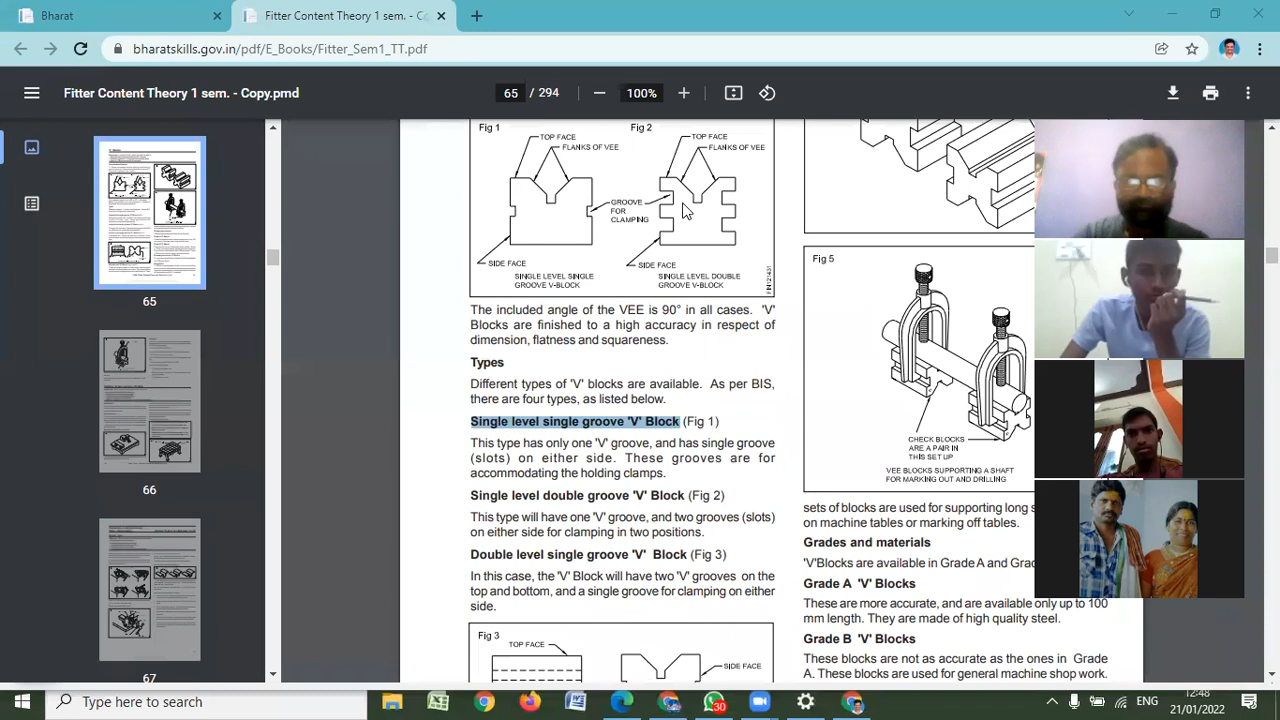 Bharat
Fitter Content Theory 1 sem. - Co
bharatskills.gov.in/pdf/E_Books/Fitter_Sem1_TT.pdf
Fitter Content Theory 1 sem. - Copy.pmd
65 / 294
100%
65
66
67
Fig 1
TOP FACE
FLANKS OF VEE
Fig 2
TOP FACE
FLANKS OF VEE
GROOVE
FOR
CLAMPING
SIDE FACE
SINGLE LEVEL SINGLE
GROOVE V-BLOCK
SIDE FACE
SINGLE LEVEL DOUBLE
GROOVE V-BLOCK
The included angle of the VEE is 90° in all cases. 'V'
Blocks are finished to a high accuracy in respect of
dimension, flatness and squareness.
Types
Different types of 'V' blocks are available. As per BIS,
there are four types, as listed below.
Single level single groove 'V' Block (Fig 1)
This type has only one 'V' groove, and has single groove
(slots) on either side. These grooves are for
accommodating the holding clamps.
Single level double groove 'V' Block (Fig 2)
This type will have one 'V' groove, and two grooves (slots)
on either side for clamping in two positions.
Double level single groove 'V' Block (Fig 3)
In this case, the 'V' Block will have two 'V' grooves on the
top and bottom, and a single groove for clamping on either
side.
Fig 3
TOP FACE
SIDE FACE
Fig 5
CHECK BLOCKS
ARE A PAIR IN
THIS SET UP
VEE BLOCKS SUPPORTING A SHAFT
FOR MARKING OUT AND DRILLING
sets of blocks are used for supporting long s
on machine tables or marking off tables.
Grades and materials
'V'Blocks are available in Grade A and Grad
Grade A 'V' Blocks
These are more accurate, and are available only up to 100
mm length. They are made of high quality steel.
Grade B 'V' Blocks
These blocks are not as accurate as the ones in Grade
A. These blocks are used for general machine shop work.
Type here to search
30
ENG
12:48
21/01/2022